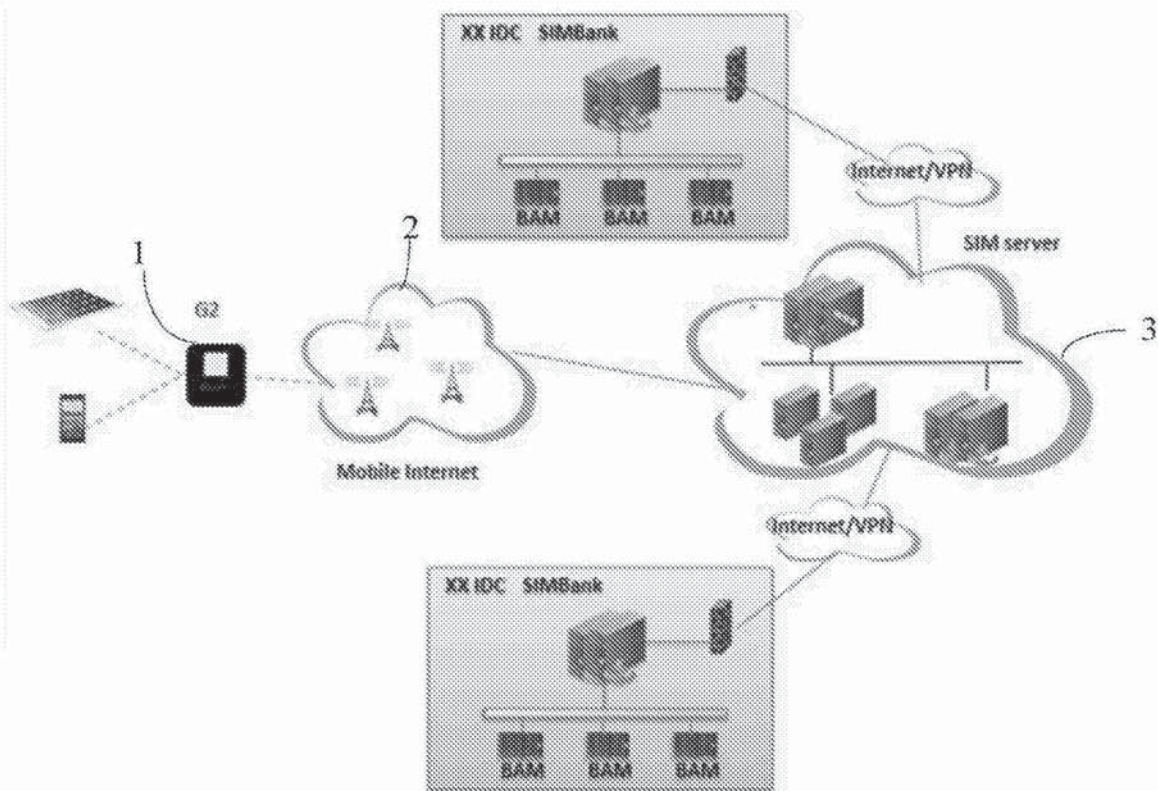 XX IDC SIMBank
BAM BAM BAM
Internet/VPN
SIM server
1
2
3
G2
Mobile Internet
Internet/VPN
XX IDC SIMBank
BAM BAM BAM